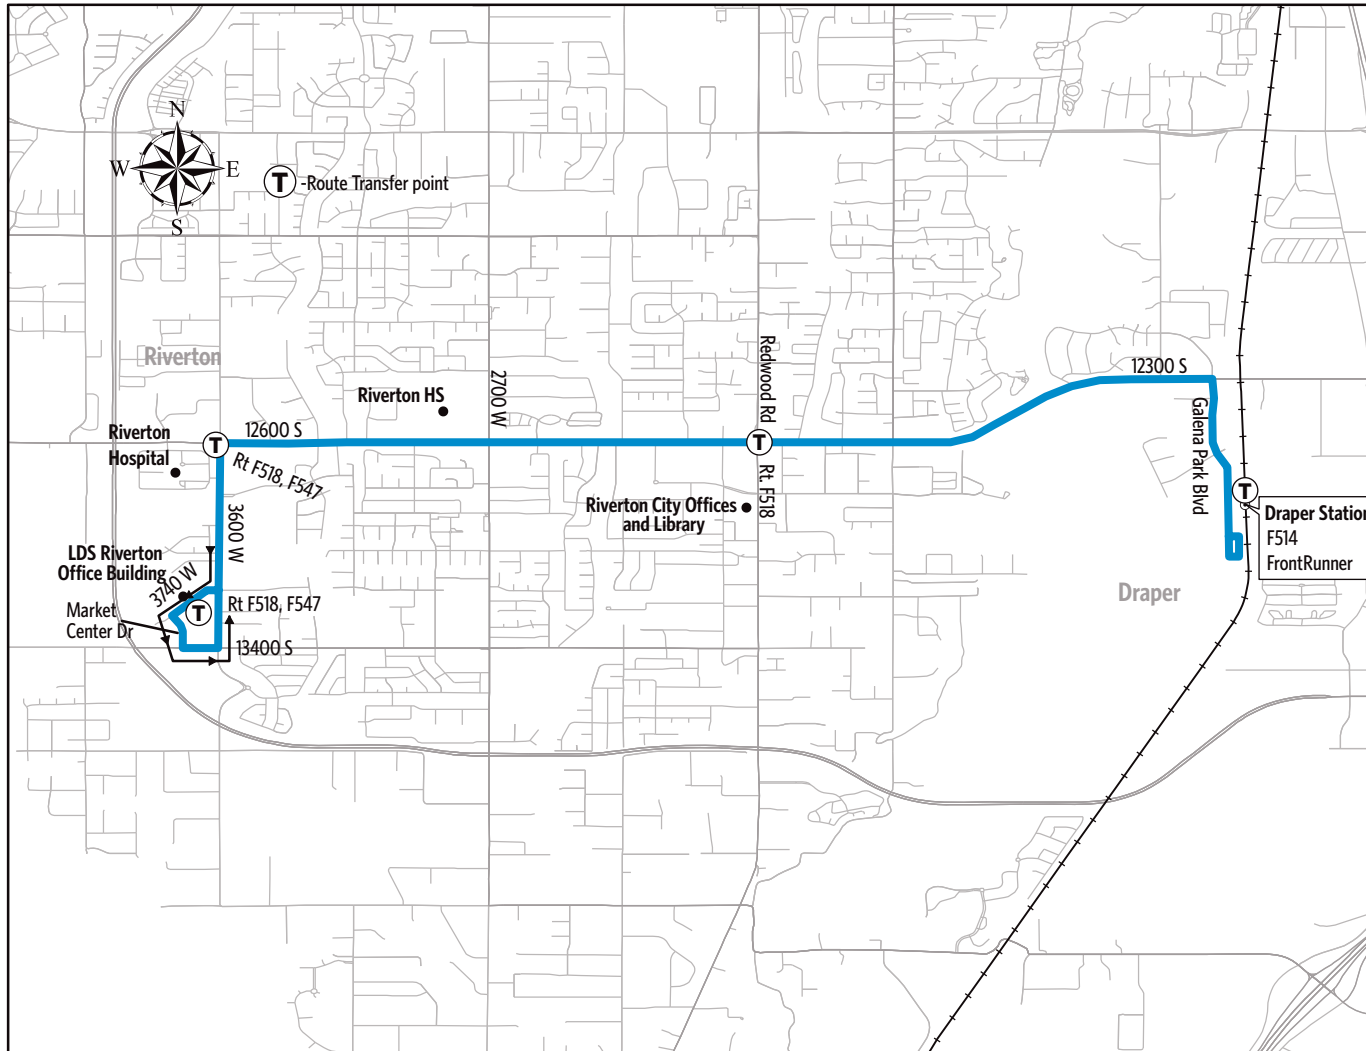 N
W
E
S
T
-Route Transfer point
Riverton
Riverton HS
2700 W
Redwood Rd
12300 S
12600 S
Riverton
Hospital
T
Rt F518, F547
T
Rt. F518
Galena Park Blvd
Riverton City Offices
and Library
T
Draper Station
F514
FrontRunner
3600 W
LDS Riverton
Office Building
3740 W
Draper
Market
Center Dr
T
Rt F518, F547
13400 S